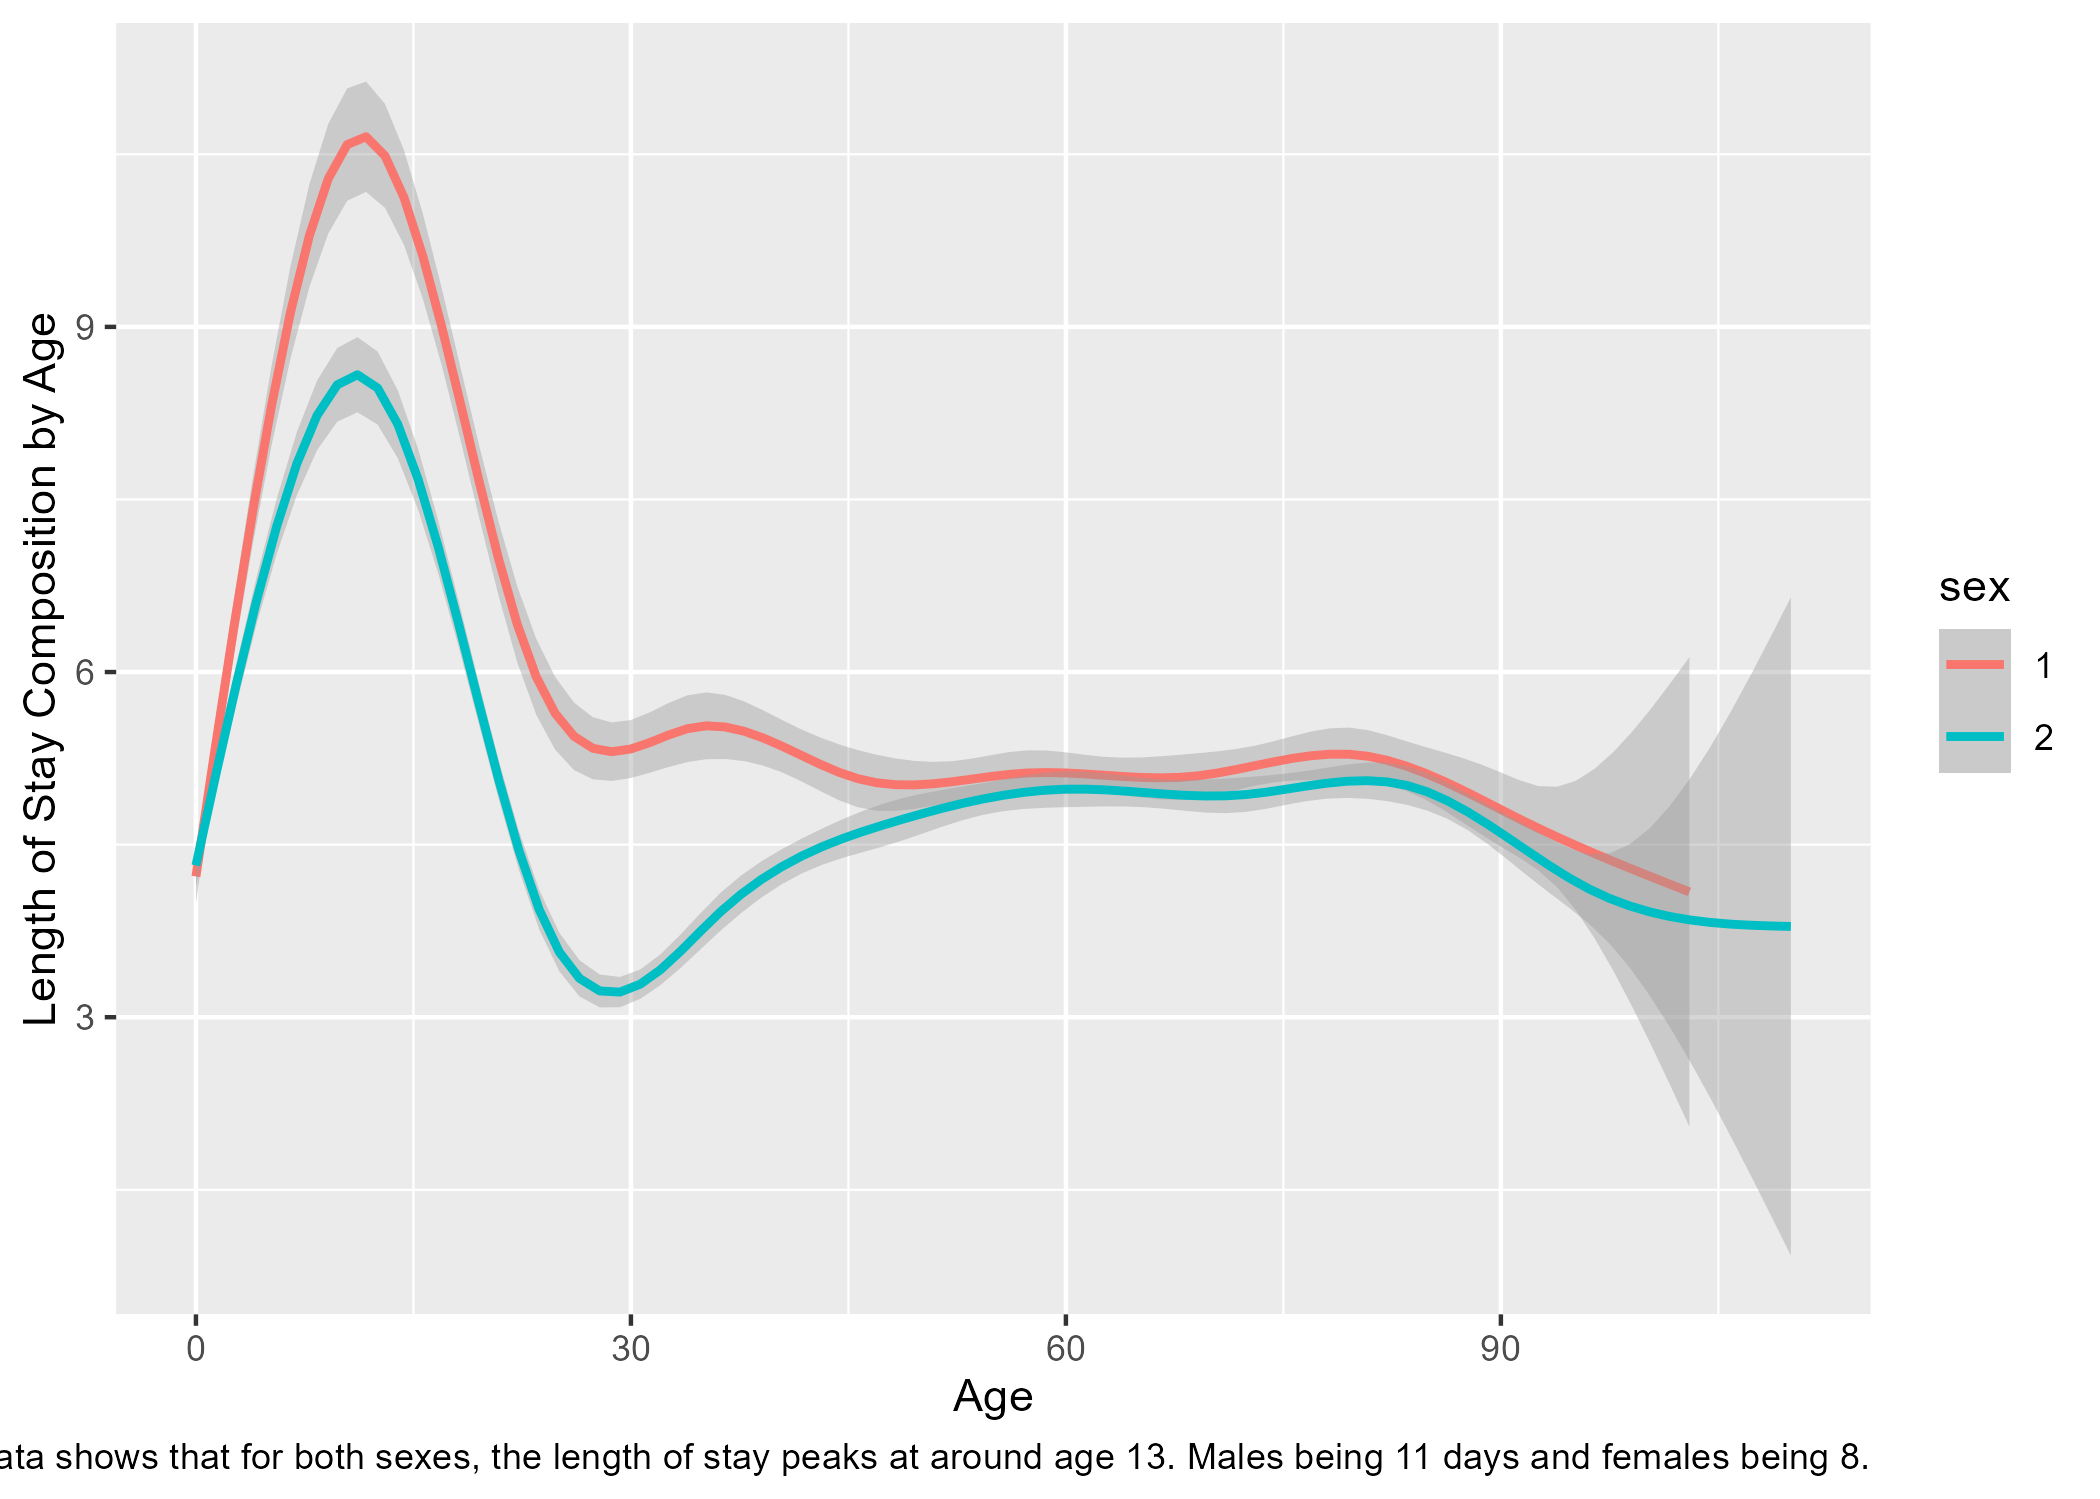 Length of Stay Composition by Age
9
6
3
0 30 60 90
Age
sex
1
2
shows that for both sexes, the length of stay peaks at around age 13. Males being 11 days and females being 8.